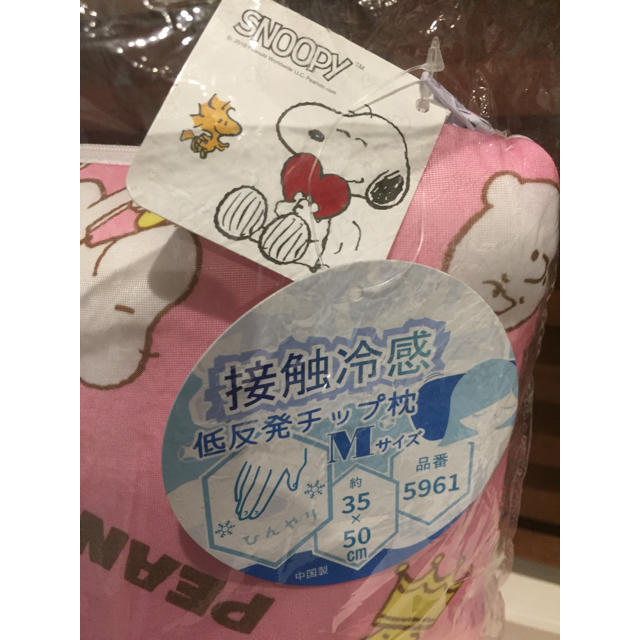 SNOOPY™
接触冷感
低反発チップ枕
Mサイズ
ひんやり
約
35
×
50
cm
品番
5961
中国製
PEAN